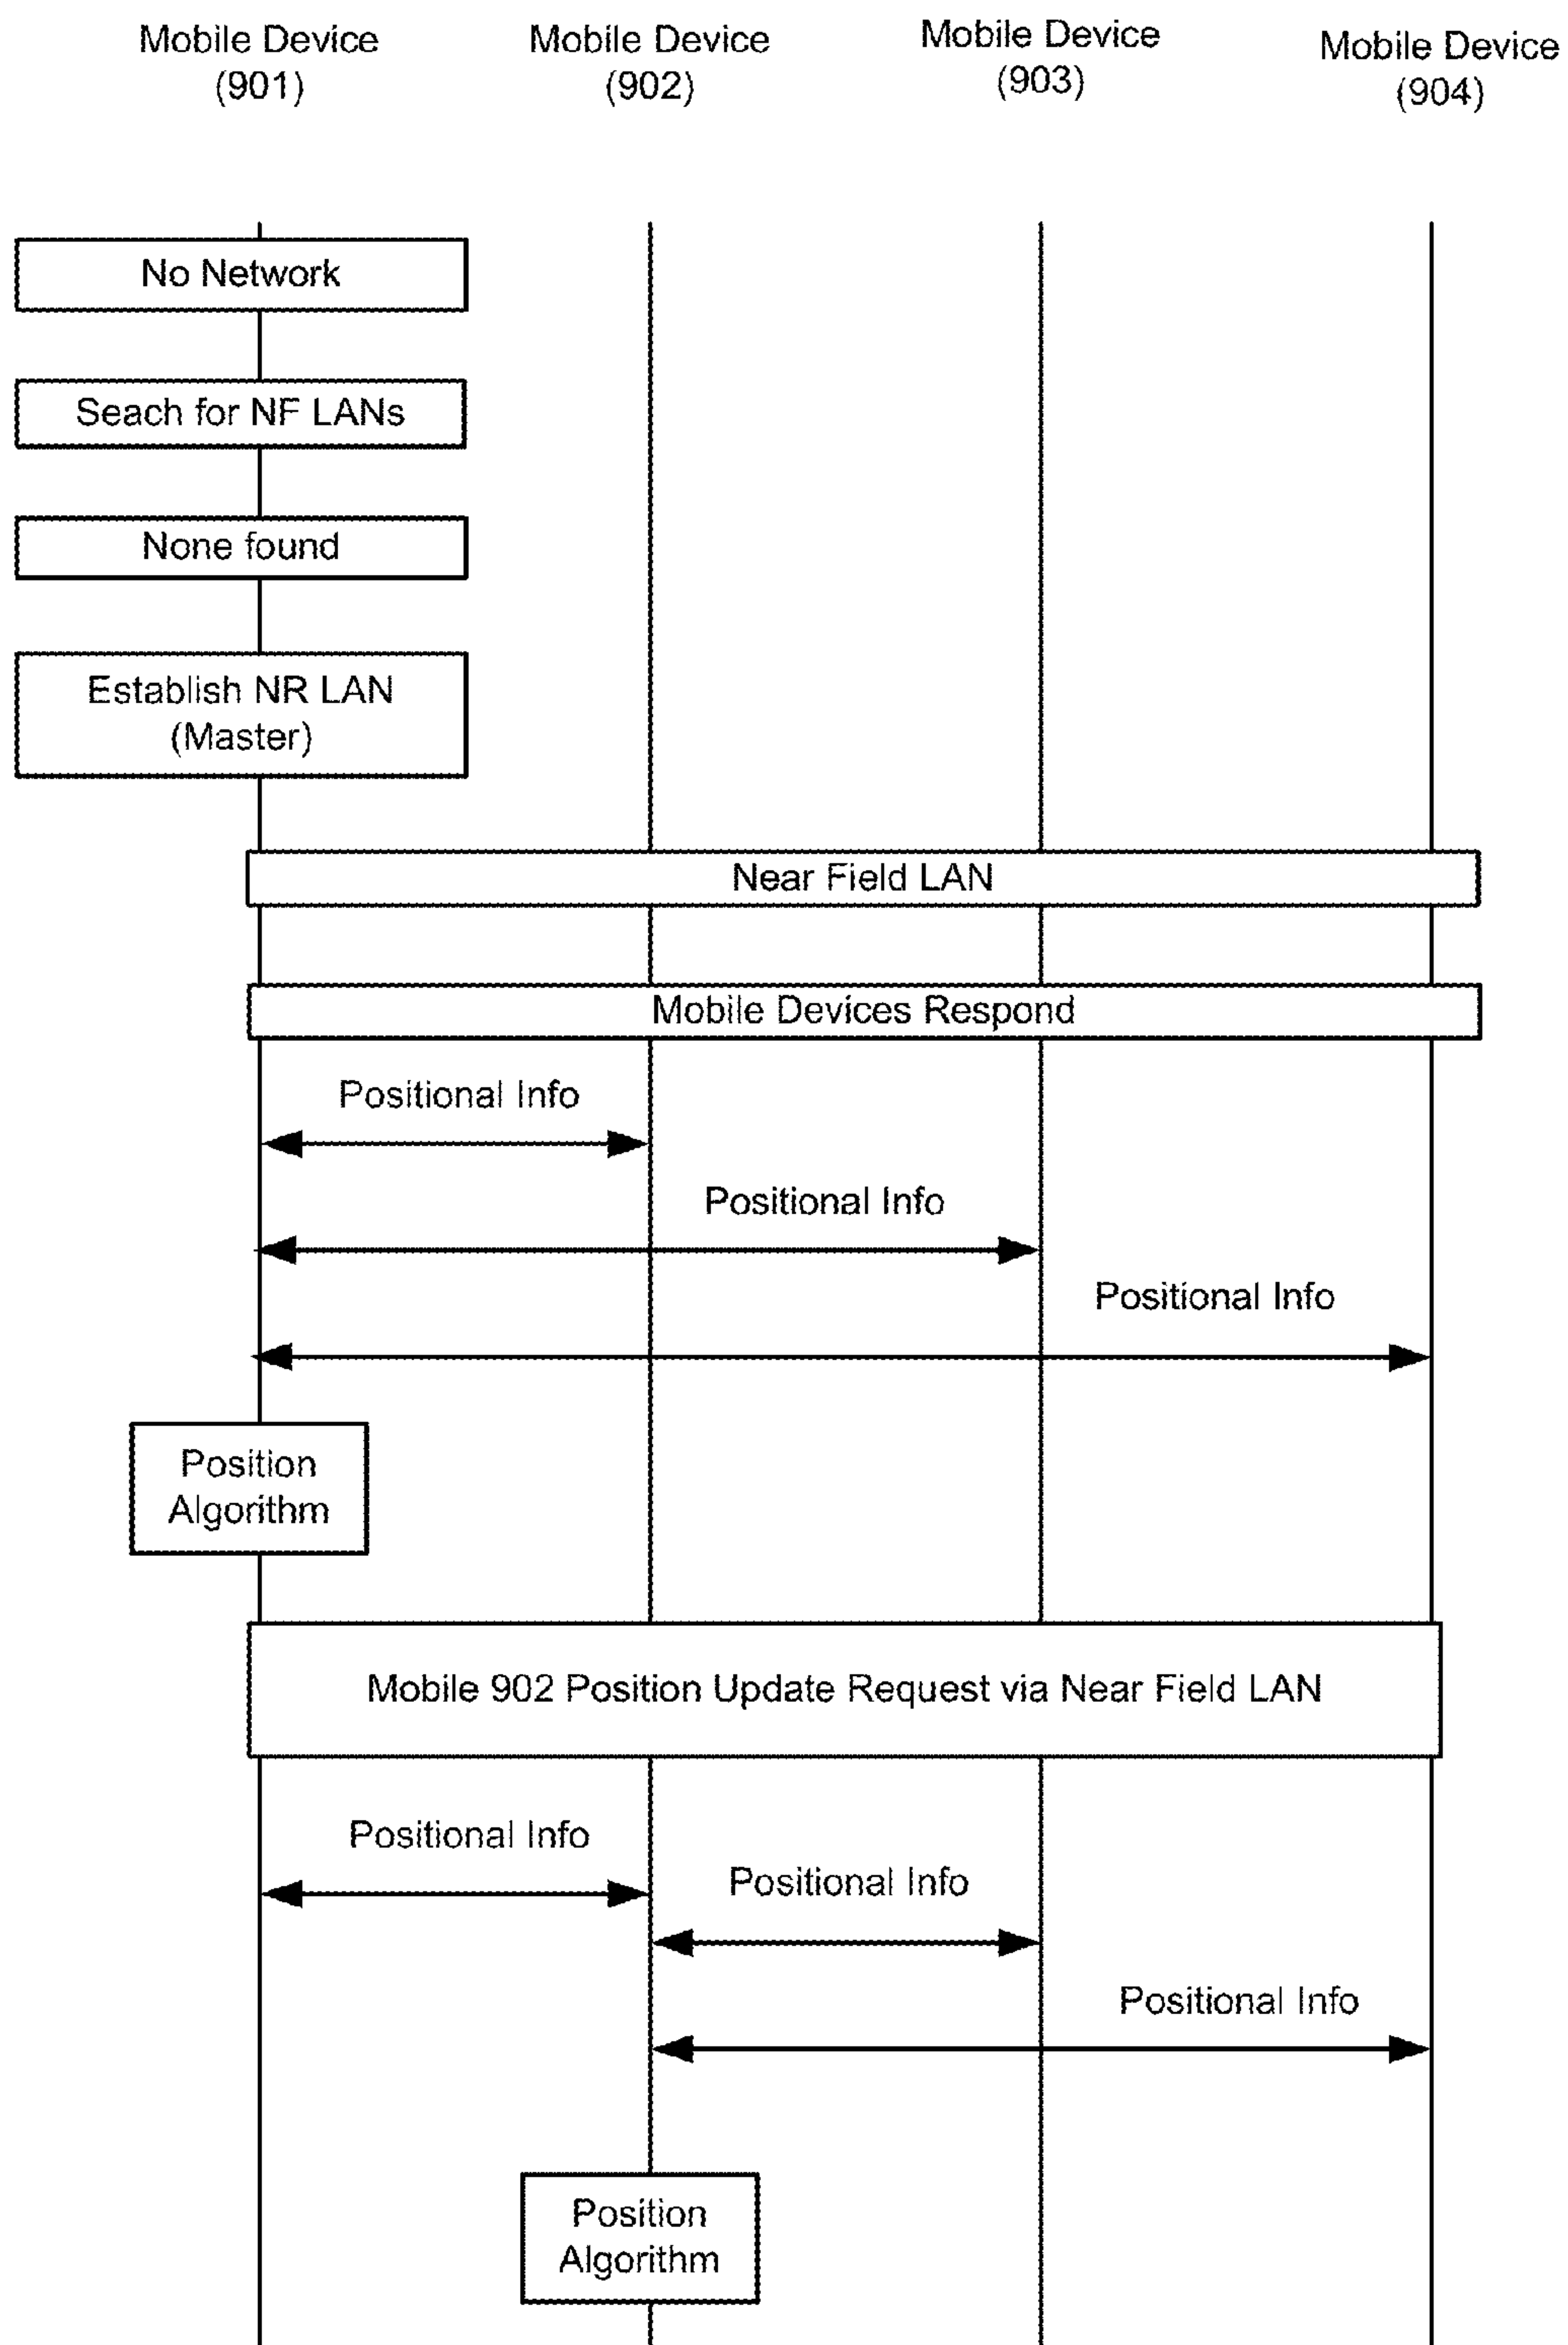 Mobile Device
(901)
Mobile Device
(902)
Mobile Device
(903)
Mobile Device
(904)
No Network
Seach for NF LANs
None found
Establish NR LAN
(Master)
Near Field LAN
Mobile Devices Respond
Positional Info
Positional Info
Positional Info
Position
Algorithm
Mobile 902 Position Update Request via Near Field LAN
Positional Info
Positional Info
Positional Info
Position
Algorithm